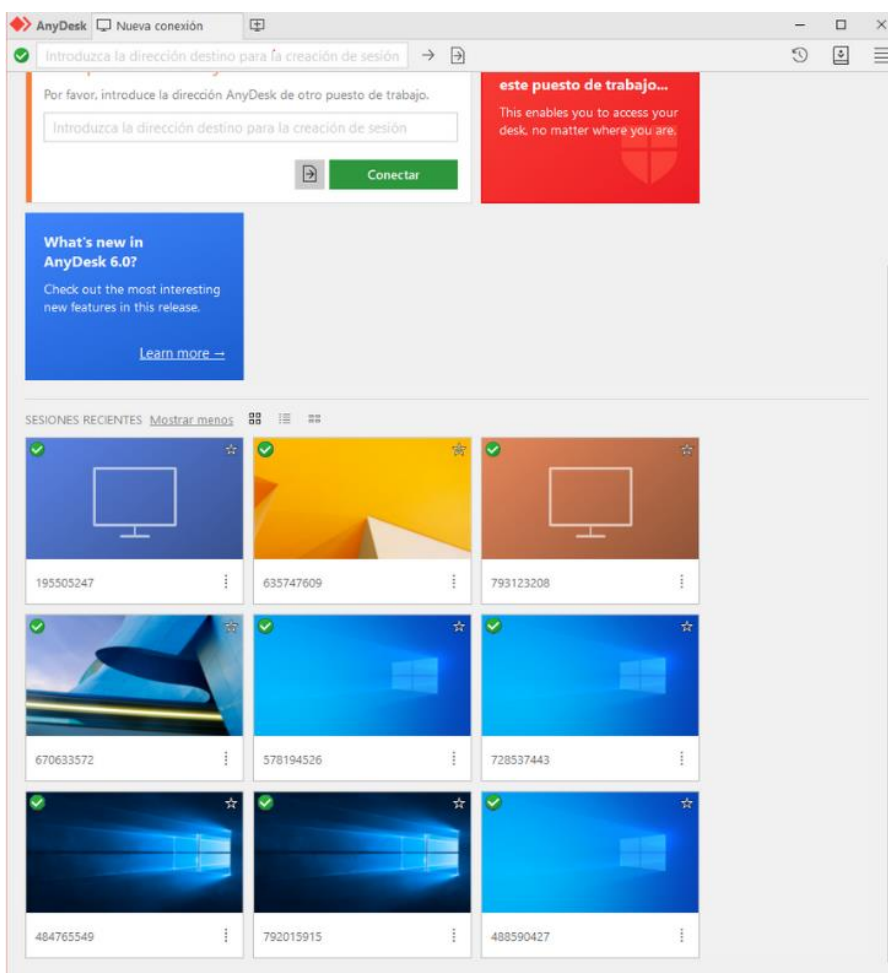 AnyDesk Nueva conexión
Introduzca la dirección destino para la creación de sesión
Por favor, introduce la dirección AnyDesk de otro puesto de trabajo.
Introduzca la dirección destino para la creación de sesión
Conectar
este puesto de trabajo...
This enables you to access your
desk, no matter where you are.
What's new in
AnyDesk 6.0?
Check out the most interesting
new features in this release.
Learn more →
SESIONES RECIENTES Mostrar menos
195505247
635747609
793123208
670633572
578194526
728537443
484765549
792015915
488590427